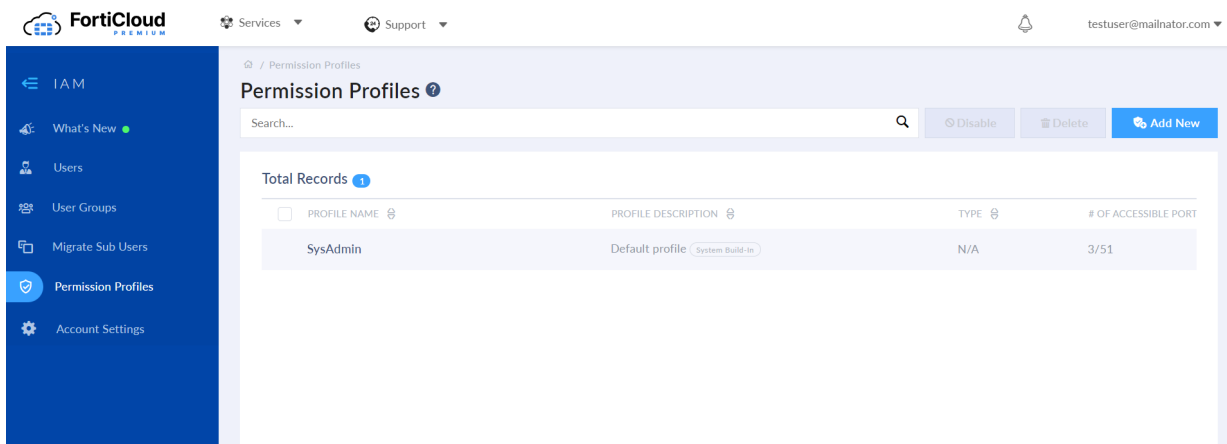 FortiCloud
PREMIUM
Services
24
Support
testuser@mailnator.com
IAM
What's New
Users
User Groups
Migrate Sub Users
Permission Profiles
Account Settings
/ Permission Profiles
Permission Profiles ?
Search...
Disable
Delete
Add New
Total Records 1
PROFILE NAME PROFILE DESCRIPTION TYPE # OF ACCESSIBLE PORT
SysAdmin Default profile System Build-In N/A 3/51